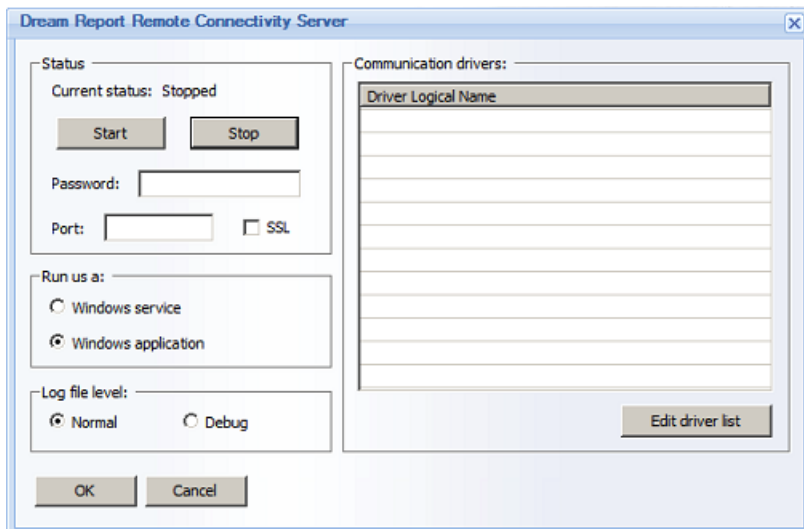 Dream Report Remote Connectivity Server
Status
Current status: Stopped
Start Stop
Password:
Port: SSL
Run us a:
Windows service
Windows application
Log file level:
Normal Debug
OK Cancel
Communication drivers:
Driver Logical Name
Edit driver list